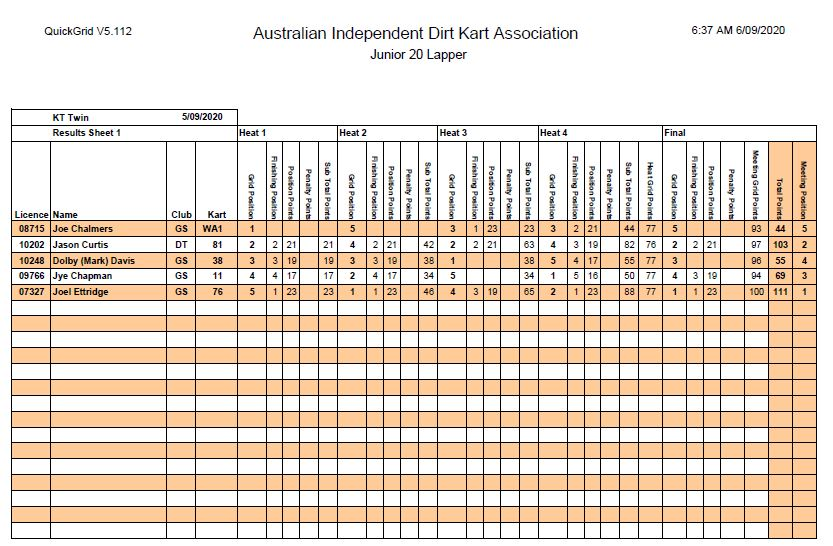 QuickGrid V5.112
Australian Independent Dirt Kart Association
6:37 AM 6/09/2020
Junior 20 Lapper
KT Twin 5/09/2020
Results Sheet 1 Heat 1 Heat 2 Heat 3 Heat 4 Final
Licence Name Club Kart Grid Position Finishing Position Position Points Penalty Points Sub Total Points Grid Position Finishing Position Position Points Penalty Points Sub Total Points Grid Position Finishing Position Position Points Penalty Points Sub Total Points Grid Position Finishing Position Position Points Penalty Points Sub Total Points Heat Grid Points Grid Position Finishing Position Position Points Penalty Points Meeting Grid Points Total Points Meeting Position
08715 Joe Chalmers GS WA1 1 5 3 1 23 23 3 2 21 44 77 5 93 44 5
10202 Jason Curtis DT 81 2 2 21 21 4 2 21 42 2 2 21 63 4 3 19 82 76 2 2 21 97 103 2
10248 Dolby (Mark) Davis GS 38 3 3 19 19 3 3 19 38 1 38 5 4 17 55 77 3 96 55 4
09766 Jye Chapman GS 11 4 4 17 17 2 4 17 34 5 34 1 5 16 50 77 4 3 19 94 69 3
07327 Joel Ettridge GS 76 5 1 23 23 1 1 23 46 4 3 19 65 2 1 23 88 77 1 1 23 100 111 1